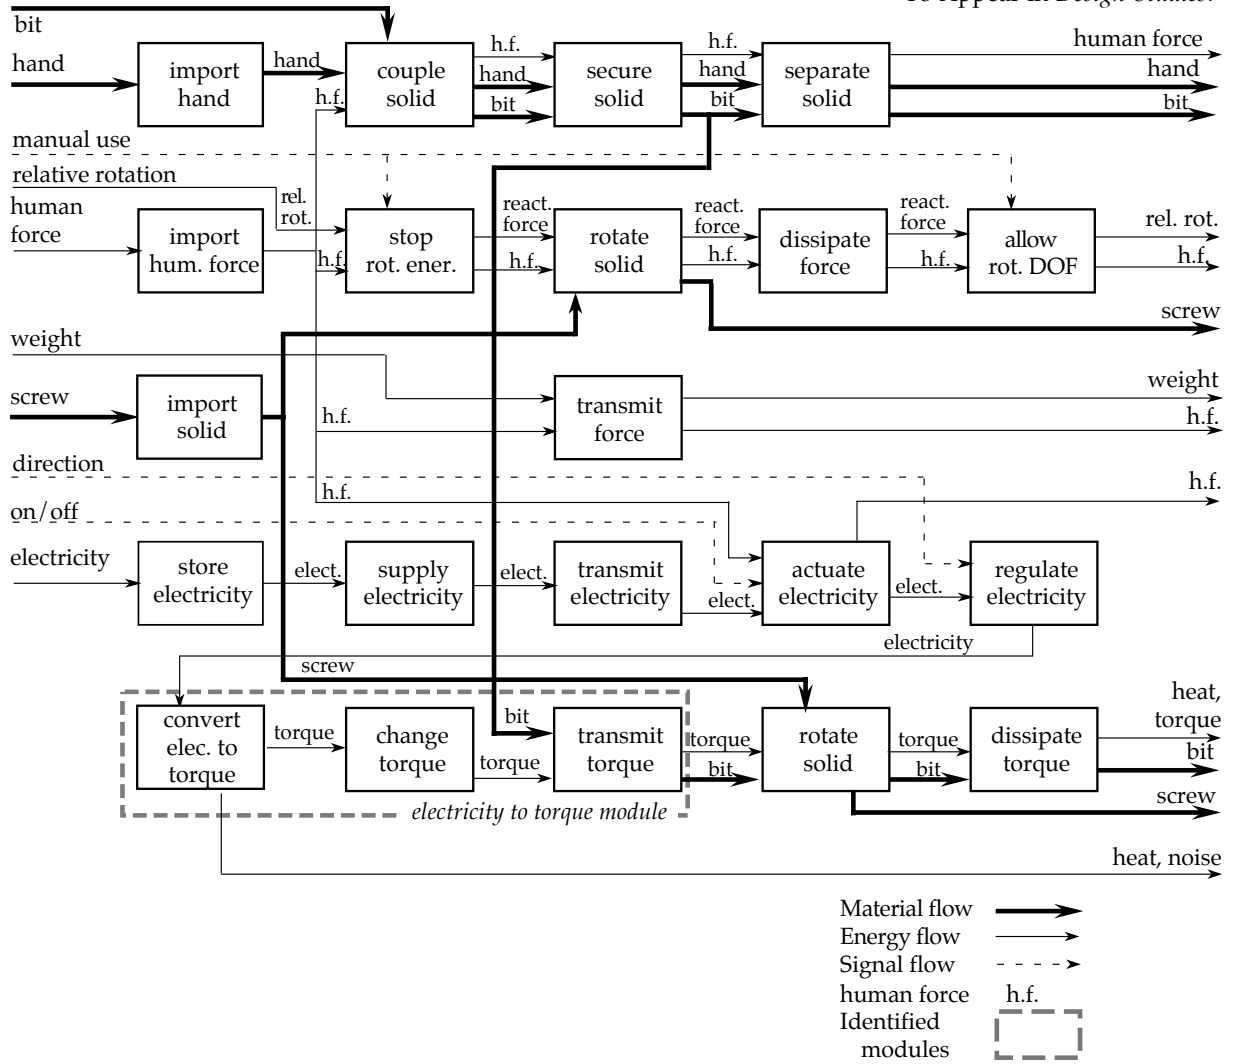 To Appear in Design Studies.
bit
hand
import
hand
hand
h.f.
couple
solid
h.f.
hand
bit
secure
solid
h.f.
hand
bit
separate
solid
human force
hand
bit
manual use
relative rotation
human
force
import
hum. force
rel.
rot.
h.f.
stop
rot. ener.
react.
force
h.f.
rotate
solid
react.
force
h.f.
dissipate
force
react.
force
h.f.
allow
rot. DOF
rel. rot.
h.f.
screw
weight
screw
import
solid
h.f.
transmit
force
weight
h.f.
direction
h.f.
h.f.
on/off
electricity
store
electricity
elect.
supply
electricity
elect.
transmit
electricity
elect.
actuate
electricity
elect.
regulate
electricity
electricity
screw
convert
elec. to
torque
torque
change
torque
torque
bit
transmit
torque
torque
bit
rotate
solid
torque
bit
dissipate
torque
heat,
torque
bit
screw
electricity to torque module
heat, noise
Material flow
Energy flow
Signal flow
human force h.f.
Identified
modules